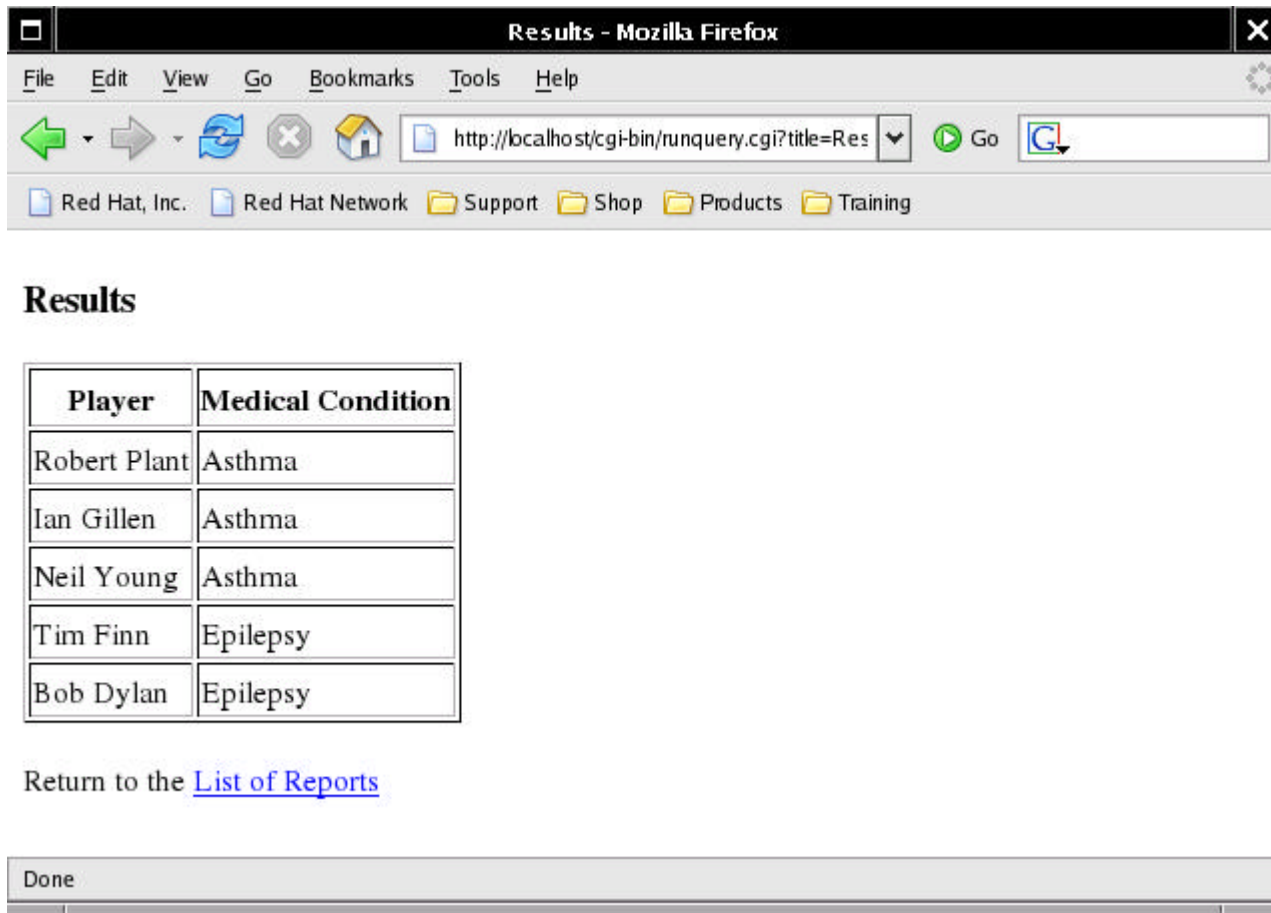 Results - Mozilla Firefox
File Edit View Go Bookmarks Tools Help
http://localhost/cgi-bin/runquery.cgi?title=Res Go G
Red Hat, Inc. Red Hat Network Support Shop Products Training
Results
Player Medical Condition
Robert Plant Asthma
Ian Gillen Asthma
Neil Young Asthma
Tim Finn Epilepsy
Bob Dylan Epilepsy
Return to the List of Reports
Done